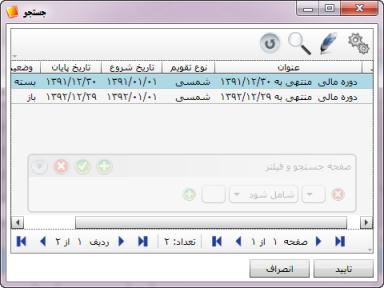 جستجو
عنوان نوع تقویم تاریخ شروع تاریخ پایان وضعی
دوره مالی منتهی به ۱۳۹۱/۱۲/۳۰ شمسی ۱۳۹۱/۰۱/۰۱ ۱۳۹۱/۱۲/۳۰ بسته
دوره مالی منتهی به ۱۳۹۲/۱۲/۲۹ شمسی ۱۳۹۲/۰۱/۰۱ ۱۳۹۲/۱۲/۲۹ باز
صفحه جستجو و فیلتر
شامل شود
صفحه ۱ از ۱ تعداد: ۲ ردیف ۱ از ۲
تایید انصراف